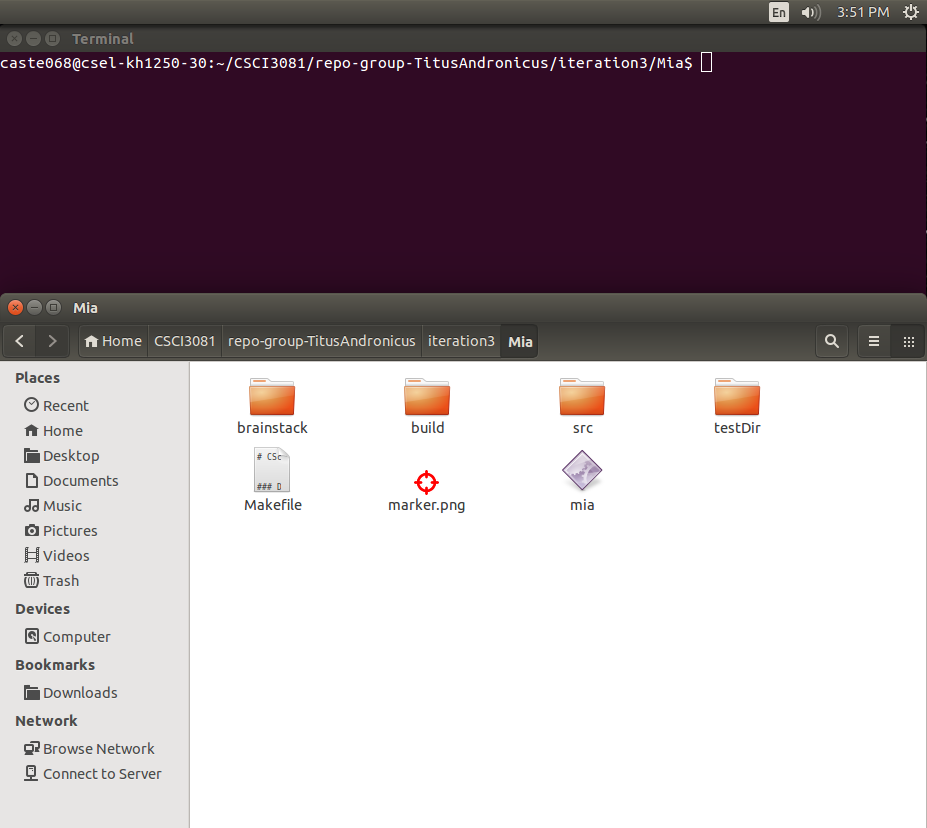 En 3:51 PM
Terminal
caste068@csel-kh1250-30:~/CSCI3081/repo-group-TitusAndronicus/iteration3/Mia$
Mia
Home CSCI3081 repo-group-TitusAndronicus iteration3 Mia
Places
Recent
Home
Desktop
Documents
Music
Pictures
Videos
Trash
Devices
Computer
Bookmarks
Downloads
Network
Browse Network
Connect to Server
brainstack build src testDir
# CSc
### D
Makefile marker.png mia